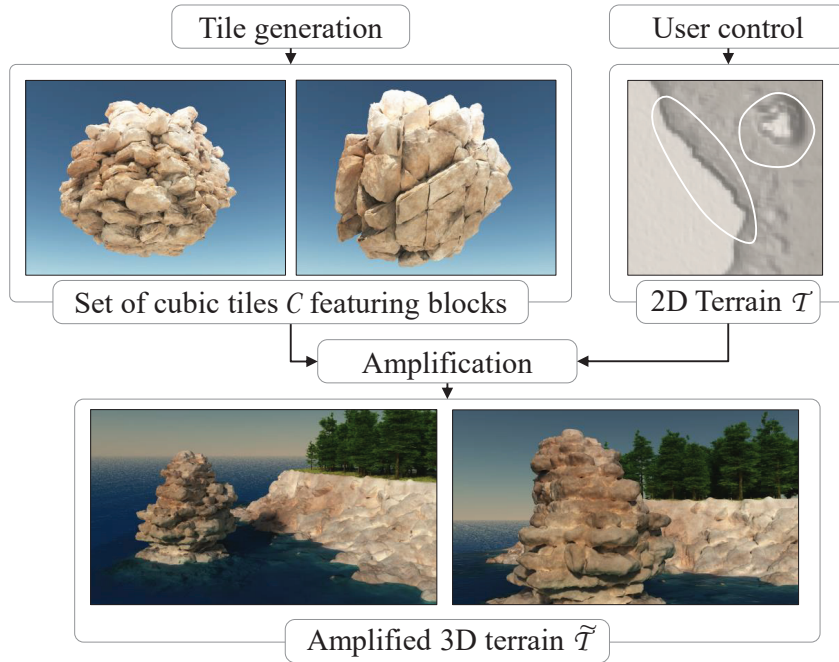 Tile generation
User control
Set of cubic tiles C featuring blocks
2D Terrain 𝒯
Amplification
Amplified 3D terrain 𝒯̃